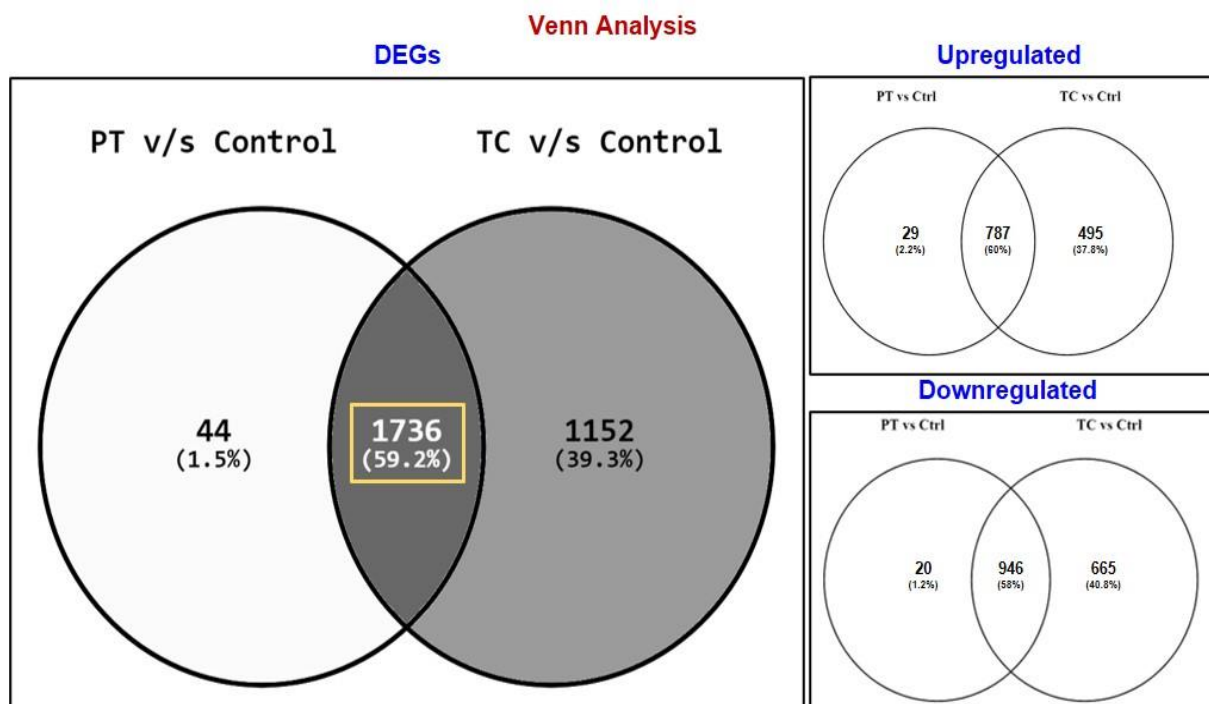 Venn Analysis
DEGs
PT v/s Control
TC v/s Control
44
(1.5%)
1736
(59.2%)
1152
(39.3%)
Upregulated
PT vs Ctrl
TC vs Ctrl
29
(2.2%)
787
(60%)
495
(37.8%)
Downregulated
PT vs Ctrl
TC vs Ctrl
20
(1.2%)
946
(58%)
665
(40.8%)